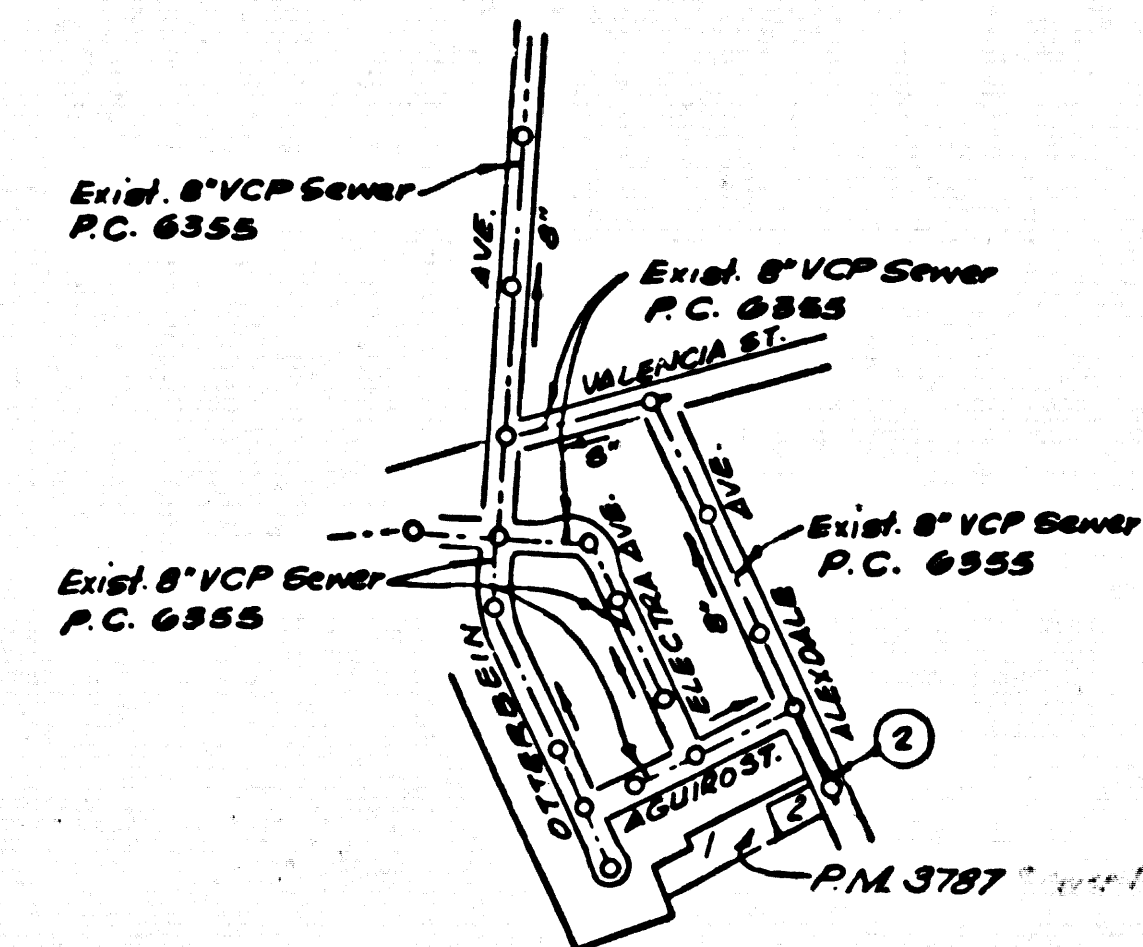 Exist. 8" VCP Sewer
P.C. 6355
AVE.
8"
Exist. 8" VCP Sewer
P.C. 6355
VALENCIA ST.
8"
AVE.
Exist. 8" VCP Sewer
P.C. 6355
Exist. 8" VCP Sewer
P.C. 6355
ELECTRA AVE.
8"
ALEXDALE
OTTERBEIN
AGUIRO ST.
2
1
2
P.M. 3787